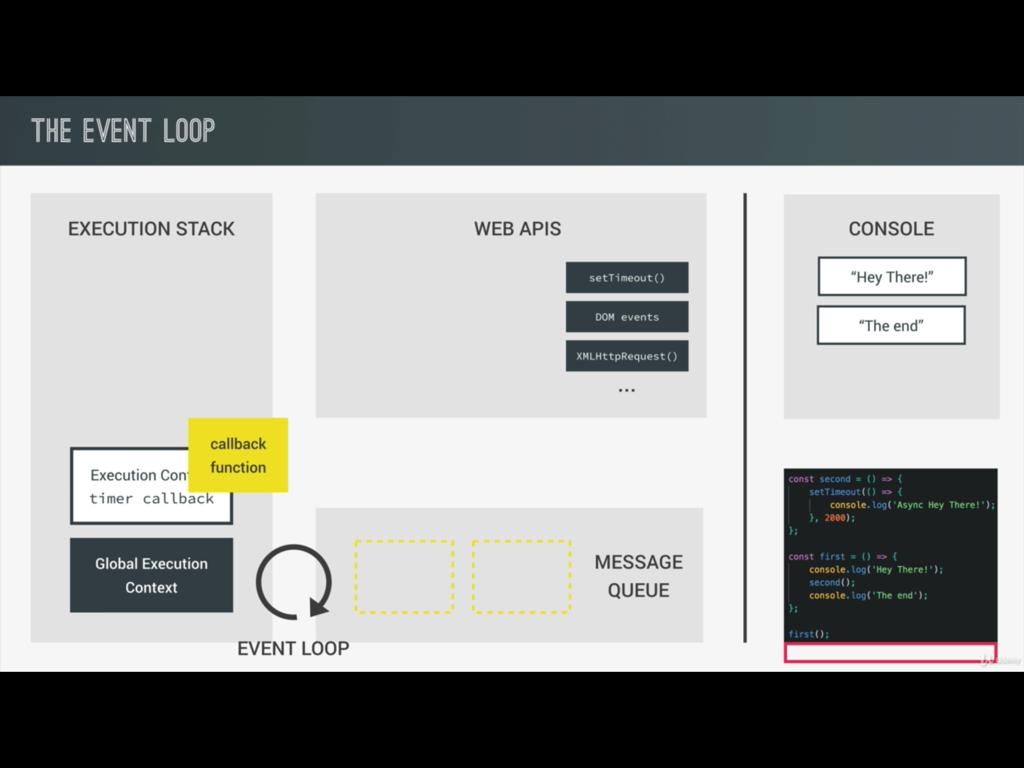 THE EVENT LOOP
EXECUTION STACK
WEB APIS
setTimeout()
DOM events
XMLHttpRequest()
...
CONSOLE
“Hey There!”
“The end”
callback
function
Execution Con
timer callback
Global Execution
Context
EVENT LOOP
MESSAGE
QUEUE
const second = () => {
setTimeout(() => {
console.log('Async Hey There!');
}, 2000);
};
const first = () => {
console.log('Hey There!');
second();
console.log('The end');
};
first();